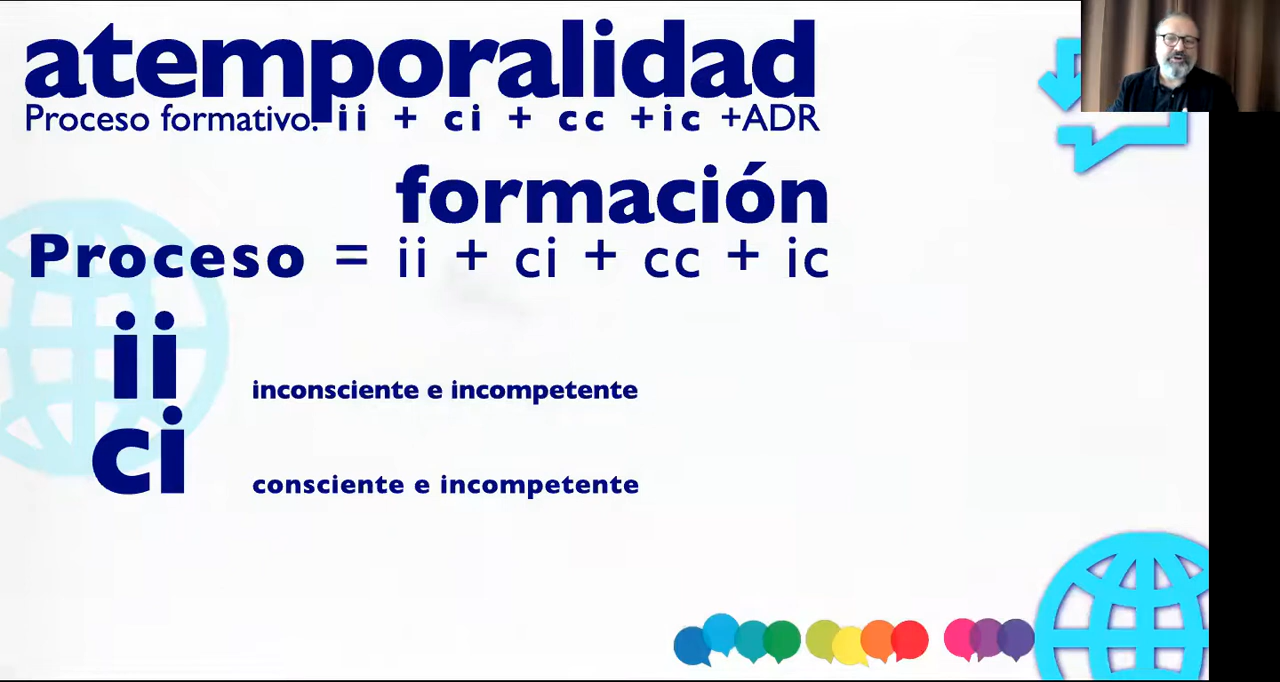 atemporalidad
Proceso formativo: ii + ci + cc +ic +ADR
formación
Proceso = ii + ci + cc + ic
ii inconsciente e incompetente
ci consciente e incompetente